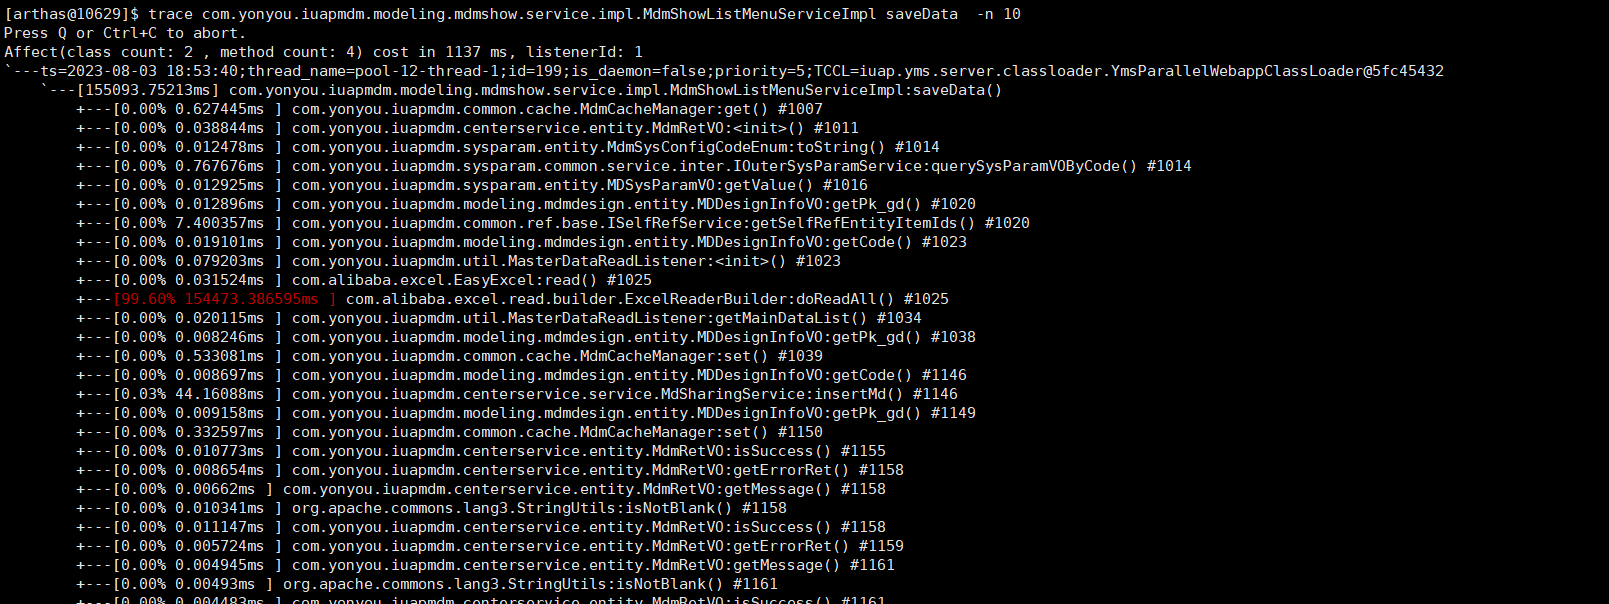 [arthas@10629]$ trace com.yonyou.iuapmdm.modeling.mdmshow.service.impl.MdmShowListMenuServiceImpl saveData  -n 10
Press Q or Ctrl+C to abort.
Affect(class count: 2 , method count: 4) cost in 1137 ms, listenerId: 1
`---ts=2023-08-03 18:53:40;thread_name=pool-12-thread-1;id=199;is_daemon=false;priority=5;TCCL=iuap.yms.server.classloader.YmsParallelWebappClassLoader@5fc45432
    `---[155093.75213ms] com.yonyou.iuapmdm.modeling.mdmshow.service.impl.MdmShowListMenuServiceImpl:saveData()
        +---[0.00% 0.627445ms ] com.yonyou.iuapmdm.common.cache.MdmCacheManager:get() #1007
        +---[0.00% 0.038844ms ] com.yonyou.iuapmdm.centerservice.entity.MdmRetVO:<init>() #1011
        +---[0.00% 0.012478ms ] com.yonyou.iuapmdm.sysparam.entity.MdmSysConfigCodeEnum:toString() #1014
        +---[0.00% 0.767676ms ] com.yonyou.iuapmdm.sysparam.common.service.inter.IOuterSysParamService:querySysParamVOByCode() #1014
        +---[0.00% 0.012925ms ] com.yonyou.iuapmdm.sysparam.entity.MDSysParamVO:getValue() #1016
        +---[0.00% 0.012896ms ] com.yonyou.iuapmdm.modeling.mdmdesign.entity.MDDesignInfoVO:getPk_gd() #1020
        +---[0.00% 7.400357ms ] com.yonyou.iuapmdm.common.ref.base.ISelfRefService:getSelfRefEntityItemIds() #1020
        +---[0.00% 0.019101ms ] com.yonyou.iuapmdm.modeling.mdmdesign.entity.MDDesignInfoVO:getCode() #1023
        +---[0.00% 0.079203ms ] com.yonyou.iuapmdm.util.MasterDataReadListener:<init>() #1023
        +---[0.00% 0.031524ms ] com.alibaba.excel.EasyExcel:read() #1025
        +---[99.60% 154473.386595ms ] com.alibaba.excel.read.builder.ExcelReaderBuilder:doReadAll() #1025
        +---[0.00% 0.020115ms ] com.yonyou.iuapmdm.util.MasterDataReadListener:getMainDataList() #1034
        +---[0.00% 0.008246ms ] com.yonyou.iuapmdm.modeling.mdmdesign.entity.MDDesignInfoVO:getPk_gd() #1038
        +---[0.00% 0.533081ms ] com.yonyou.iuapmdm.common.cache.MdmCacheManager:set() #1039
        +---[0.00% 0.008697ms ] com.yonyou.iuapmdm.modeling.mdmdesign.entity.MDDesignInfoVO:getCode() #1146
        +---[0.03% 44.16088ms ] com.yonyou.iuapmdm.centerservice.service.MdSharingService:insertMd() #1146
        +---[0.00% 0.009158ms ] com.yonyou.iuapmdm.modeling.mdmdesign.entity.MDDesignInfoVO:getPk_gd() #1149
        +---[0.00% 0.332597ms ] com.yonyou.iuapmdm.common.cache.MdmCacheManager:set() #1150
        +---[0.00% 0.010773ms ] com.yonyou.iuapmdm.centerservice.entity.MdmRetVO:isSuccess() #1155
        +---[0.00% 0.008654ms ] com.yonyou.iuapmdm.centerservice.entity.MdmRetVO:getErrorRet() #1158
        +---[0.00% 0.00662ms ] com.yonyou.iuapmdm.centerservice.entity.MdmRetVO:getMessage() #1158
        +---[0.00% 0.010341ms ] org.apache.commons.lang3.StringUtils:isNotBlank() #1158
        +---[0.00% 0.011147ms ] com.yonyou.iuapmdm.centerservice.entity.MdmRetVO:isSuccess() #1158
        +---[0.00% 0.005724ms ] com.yonyou.iuapmdm.centerservice.entity.MdmRetVO:getErrorRet() #1159
        +---[0.00% 0.004945ms ] com.yonyou.iuapmdm.centerservice.entity.MdmRetVO:getMessage() #1161
        +---[0.00% 0.00493ms ] org.apache.commons.lang3.StringUtils:isNotBlank() #1161
        +---[0.00% 0.004483ms ] com.yonyou.iuapmdm.centerservice.entity.MdmRetVO:isSuccess() #1161